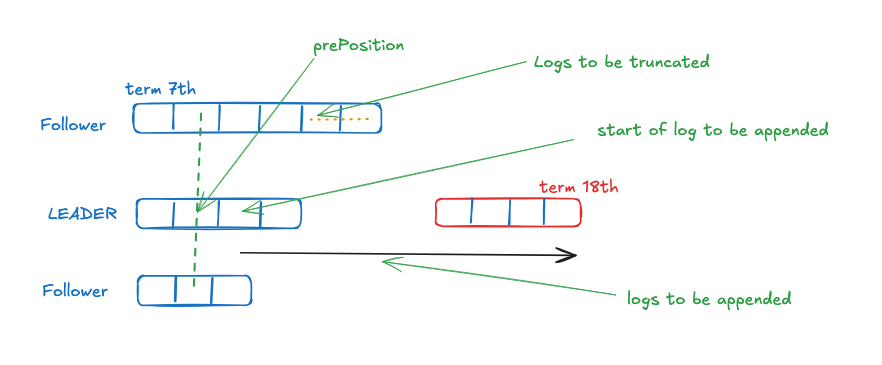 prePosition
Logs to be truncated
term 7th
Follower
start of log to be appended
term 18th
LEADER
Follower
logs to be appended